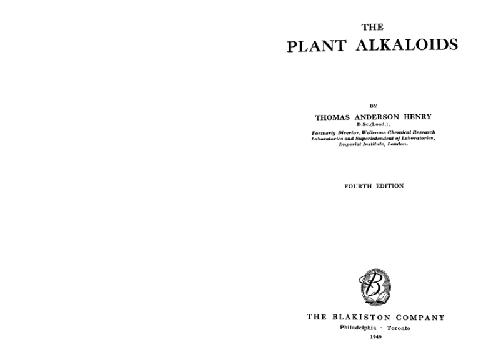 THE
PLANT ALKALOIDS
BY
THOMAS ANDERSON HENRY
D.Sc.(Lond.),
Formerly Director, Wellcome Chemical Research
Laboratories and Superintendent of Laboratories,
Imperial Institute, London.
FOURTH EDITION
B
THE BLAKISTON COMPANY
Philadelphia · Toronto
1949